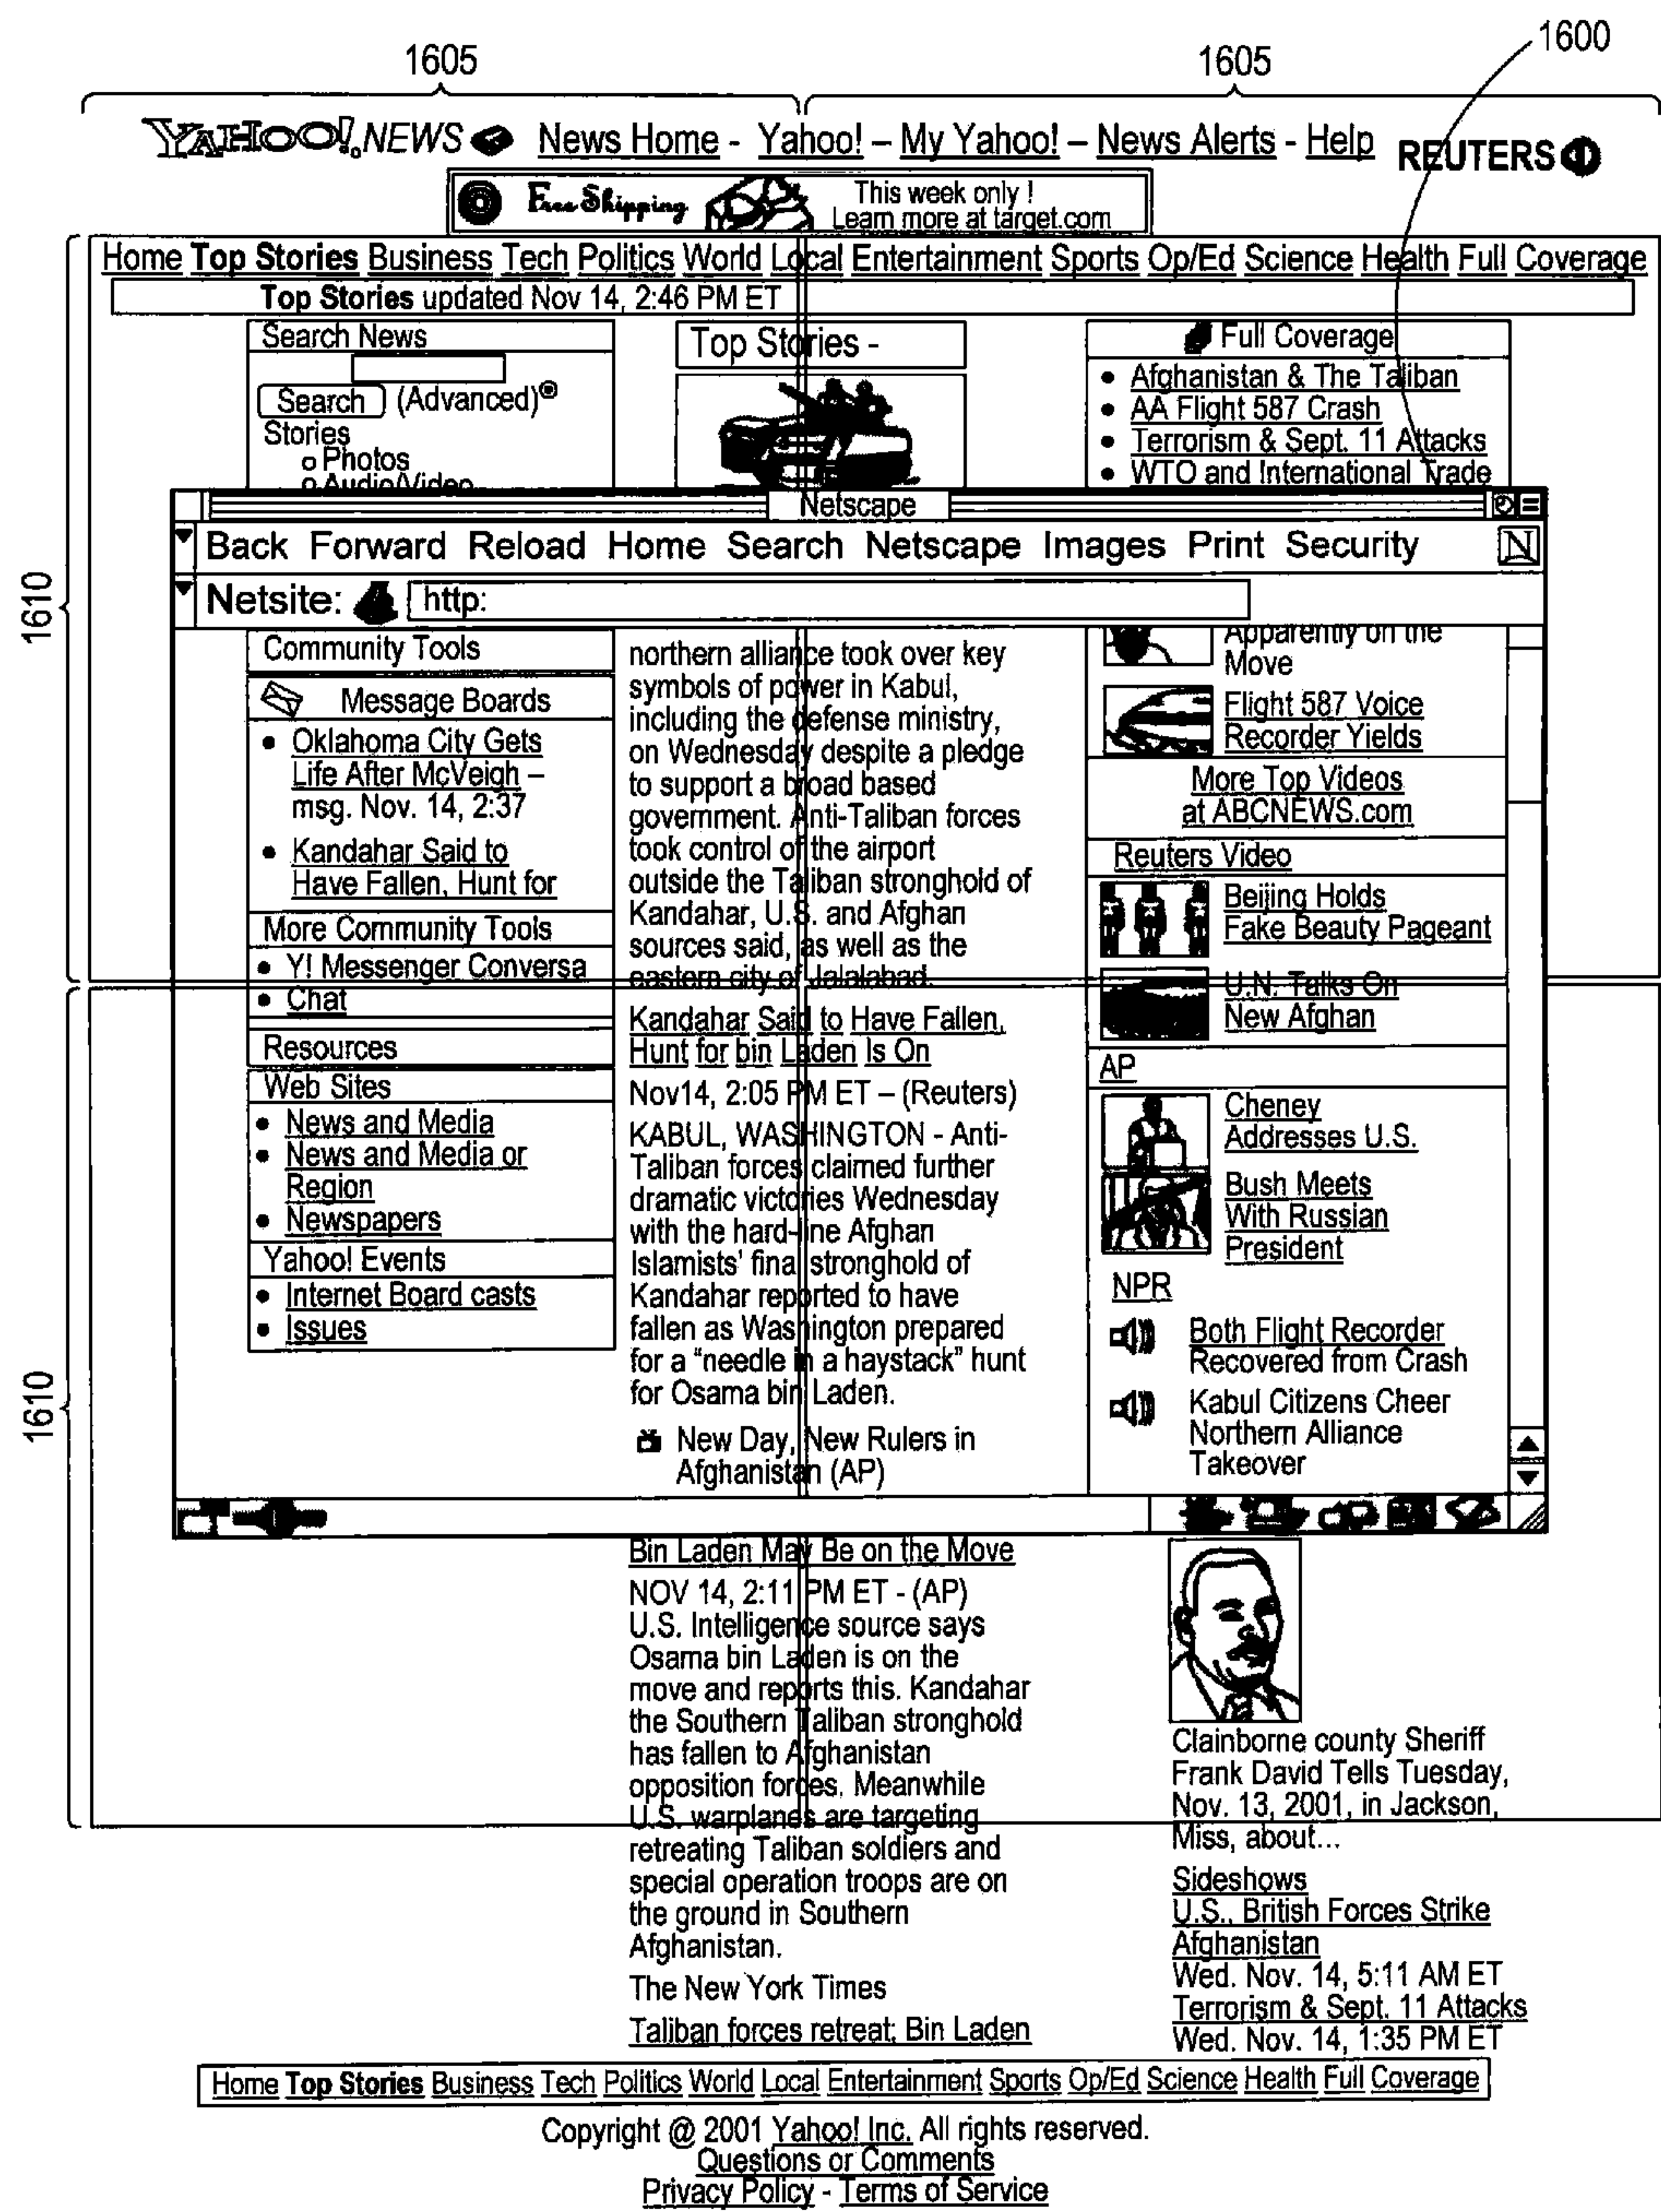 1605
1605
1600
YAHOO! NEWS News Home - Yahoo! – My Yahoo! – News Alerts - Help REUTERS
Free Shipping This week only !
Learn more at target.com
Home Top Stories Business Tech Politics World Local Entertainment Sports Op/Ed Science Health Full Coverage
Top Stories updated Nov 14, 2:46 PM ET
Search News
Search (Advanced)
Stories
o Photos
o Audio/Video
Top Stories -
Full Coverage
• Afghanistan & The Taliban
• AA Flight 587 Crash
• Terrorism & Sept. 11 Attacks
• WTO and International Trade
Netscape
Back Forward Reload Home Search Netscape Images Print Security N
Netsite: http:
1610
Community Tools
Message Boards
• Oklahoma City Gets
Life After McVeigh –
msg. Nov. 14, 2:37
• Kandahar Said to
Have Fallen, Hunt for
More Community Tools
• Y! Messenger Conversa
• Chat
Resources
Web Sites
• News and Media
• News and Media or
Region
• Newspapers
Yahoo! Events
• Internet Board casts
• Issues
1610
northern alliance took over key
symbols of power in Kabul,
including the defense ministry,
on Wednesday despite a pledge
to support a broad based
government. Anti-Taliban forces
took control of the airport
outside the Taliban stronghold of
Kandahar, U.S. and Afghan
sources said, as well as the
eastern city of Jalalabad.
Kandahar Said to Have Fallen,
Hunt for bin Laden Is On
Nov14, 2:05 PM ET – (Reuters)
KABUL, WASHINGTON - Anti-
Taliban forces claimed further
dramatic victories Wednesday
with the hard-line Afghan
Islamists' final stronghold of
Kandahar reported to have
fallen as Washington prepared
for a "needle in a haystack" hunt
for Osama bin Laden.
New Day, New Rulers in
Afghanistan (AP)
Apparently on the
Move
Flight 587 Voice
Recorder Yields
More Top Videos
at ABCNEWS.com
Reuters Video
Beijing Holds
Fake Beauty Pageant
U.N. Talks On
New Afghan
AP
Cheney
Addresses U.S.
Bush Meets
With Russian
President
NPR
Both Flight Recorder
Recovered from Crash
Kabul Citizens Cheer
Northern Alliance
Takeover
Bin Laden May Be on the Move
NOV 14, 2:11 PM ET - (AP)
U.S. Intelligence source says
Osama bin Laden is on the
move and reports this. Kandahar
the Southern Taliban stronghold
has fallen to Afghanistan
opposition forces. Meanwhile
U.S. warplanes are targeting
retreating Taliban soldiers and
special operation troops are on
the ground in Southern
Afghanistan.
The New York Times
Taliban forces retreat; Bin Laden
Clainborne county Sheriff
Frank David Tells Tuesday,
Nov. 13, 2001, in Jackson,
Miss, about...
Sideshows
U.S., British Forces Strike
Afghanistan
Wed. Nov. 14, 5:11 AM ET
Terrorism & Sept. 11 Attacks
Wed. Nov. 14, 1:35 PM ET
Home Top Stories Business Tech Politics World Local Entertainment Sports Op/Ed Science Health Full Coverage
Copyright @ 2001 Yahoo! Inc. All rights reserved.
Questions or Comments
Privacy Policy - Terms of Service